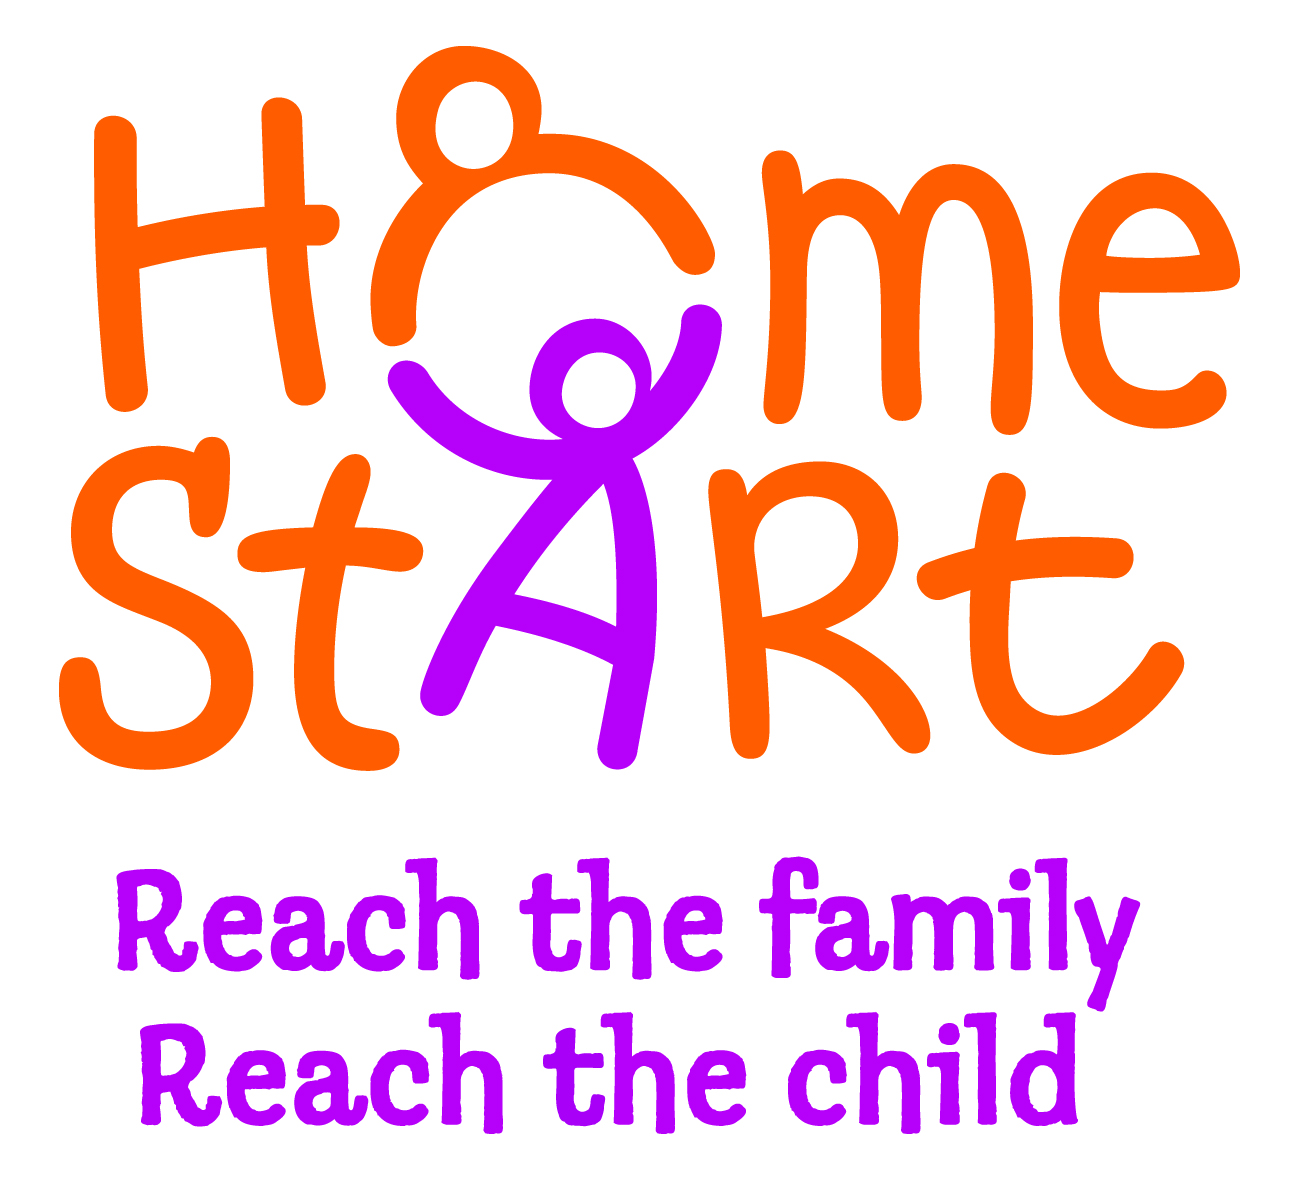 Home
StARt
Reach the family
Reach the child